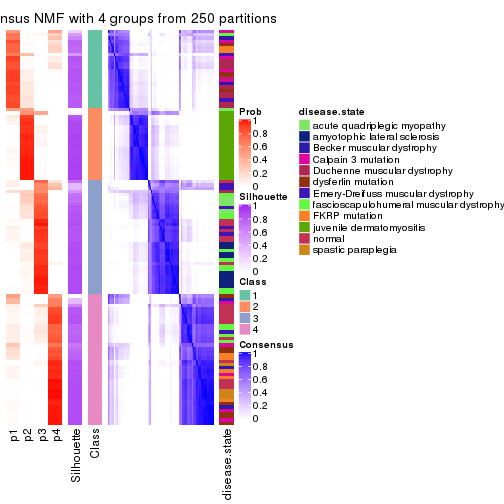 nsus NMF with 4 groups from 250 partitions
Prob
1
0.8
0.6
0.4
0.2
0
Silhouette
1
0.8
0.6
0.4
0.2
0
Class
1
2
3
4
Consensus
1
0.8
0.6
0.4
0.2
0
disease.state
acute quadriplegic myopathy
amyotophic lateral sclerosis
Becker muscular dystrophy
Calpain 3 mutation
Duchenne muscular dystrophy
dysferlin mutation
Emery-Dreifuss muscular dystrophy
fascioscapulohumeral muscular dystrophy
FKRP mutation
juvenile dermatomyositis
normal
spastic paraplegia
p1
p2
p3
p4
Silhouette
Class
disease.state